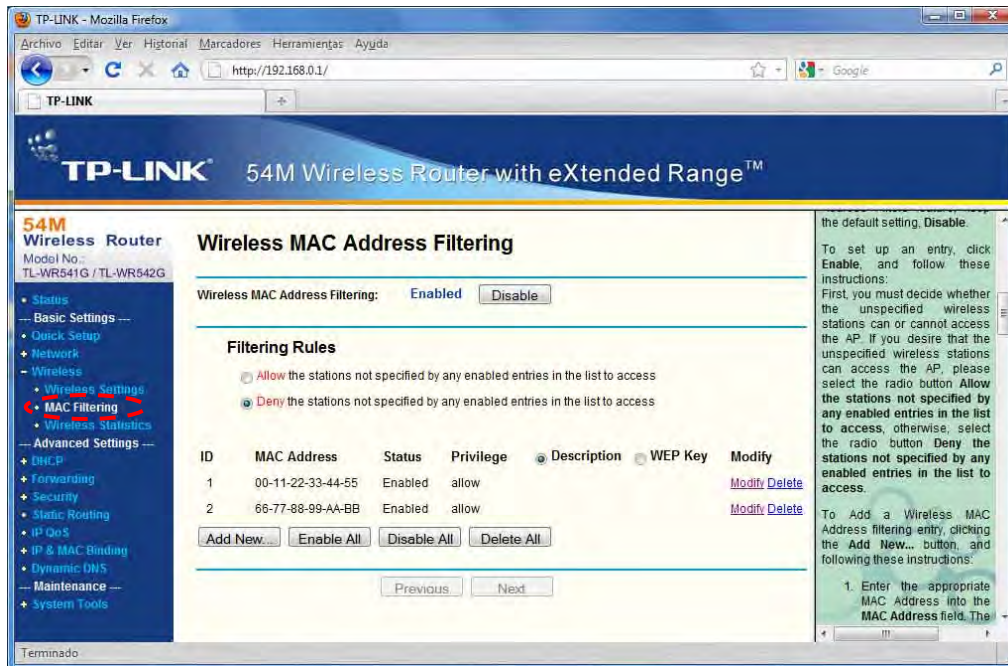 TP-LINK - Mozilla Firefox
Archivo Editar Ver Historial Marcadores Herramientas Ayuda
http://192.168.0.1/
Google
TP-LINK
TP-LINK® 54M Wireless Router with eXtended Range™
54M
Wireless Router
Model No.:
TL-WR541G / TL-WR542G
• Status
--- Basic Settings ---
• Quick Setup
+ Network
- Wireless
• Wireless Settings
• MAC Filtering
• Wireless Statistics
--- Advanced Settings ---
+ DHCP
+ Forwarding
+ Security
• Static Routing
• IP QoS
+ IP & MAC Binding
• Dynamic DNS
--- Maintenance ---
+ System Tools
Wireless MAC Address Filtering
Wireless MAC Address Filtering: Enabled Disable
Filtering Rules
Allow the stations not specified by any enabled entries in the list to access
Deny the stations not specified by any enabled entries in the list to access
ID MAC Address Status Privilege Description WEP Key Modify
1 00-11-22-33-44-55 Enabled allow Modify Delete
2 66-77-88-99-AA-BB Enabled allow Modify Delete
Add New... Enable All Disable All Delete All
Previous Next
the default setting, Disable.
To set up an entry, click
Enable, and follow these
instructions:
First, you must decide whether
the unspecified wireless
stations can or cannot access
the AP. If you desire that the
unspecified wireless stations
can access the AP, please
select the radio button Allow
the stations not specified by
any enabled entries in the list
to access, otherwise, select
the radio button Deny the
stations not specified by any
enabled entries in the list to
access.
To Add a Wireless MAC
Address filtering entry, clicking
the Add New... button, and
following these instructions:
1. Enter the appropriate
MAC Address into the
MAC Address field. The
Terminado